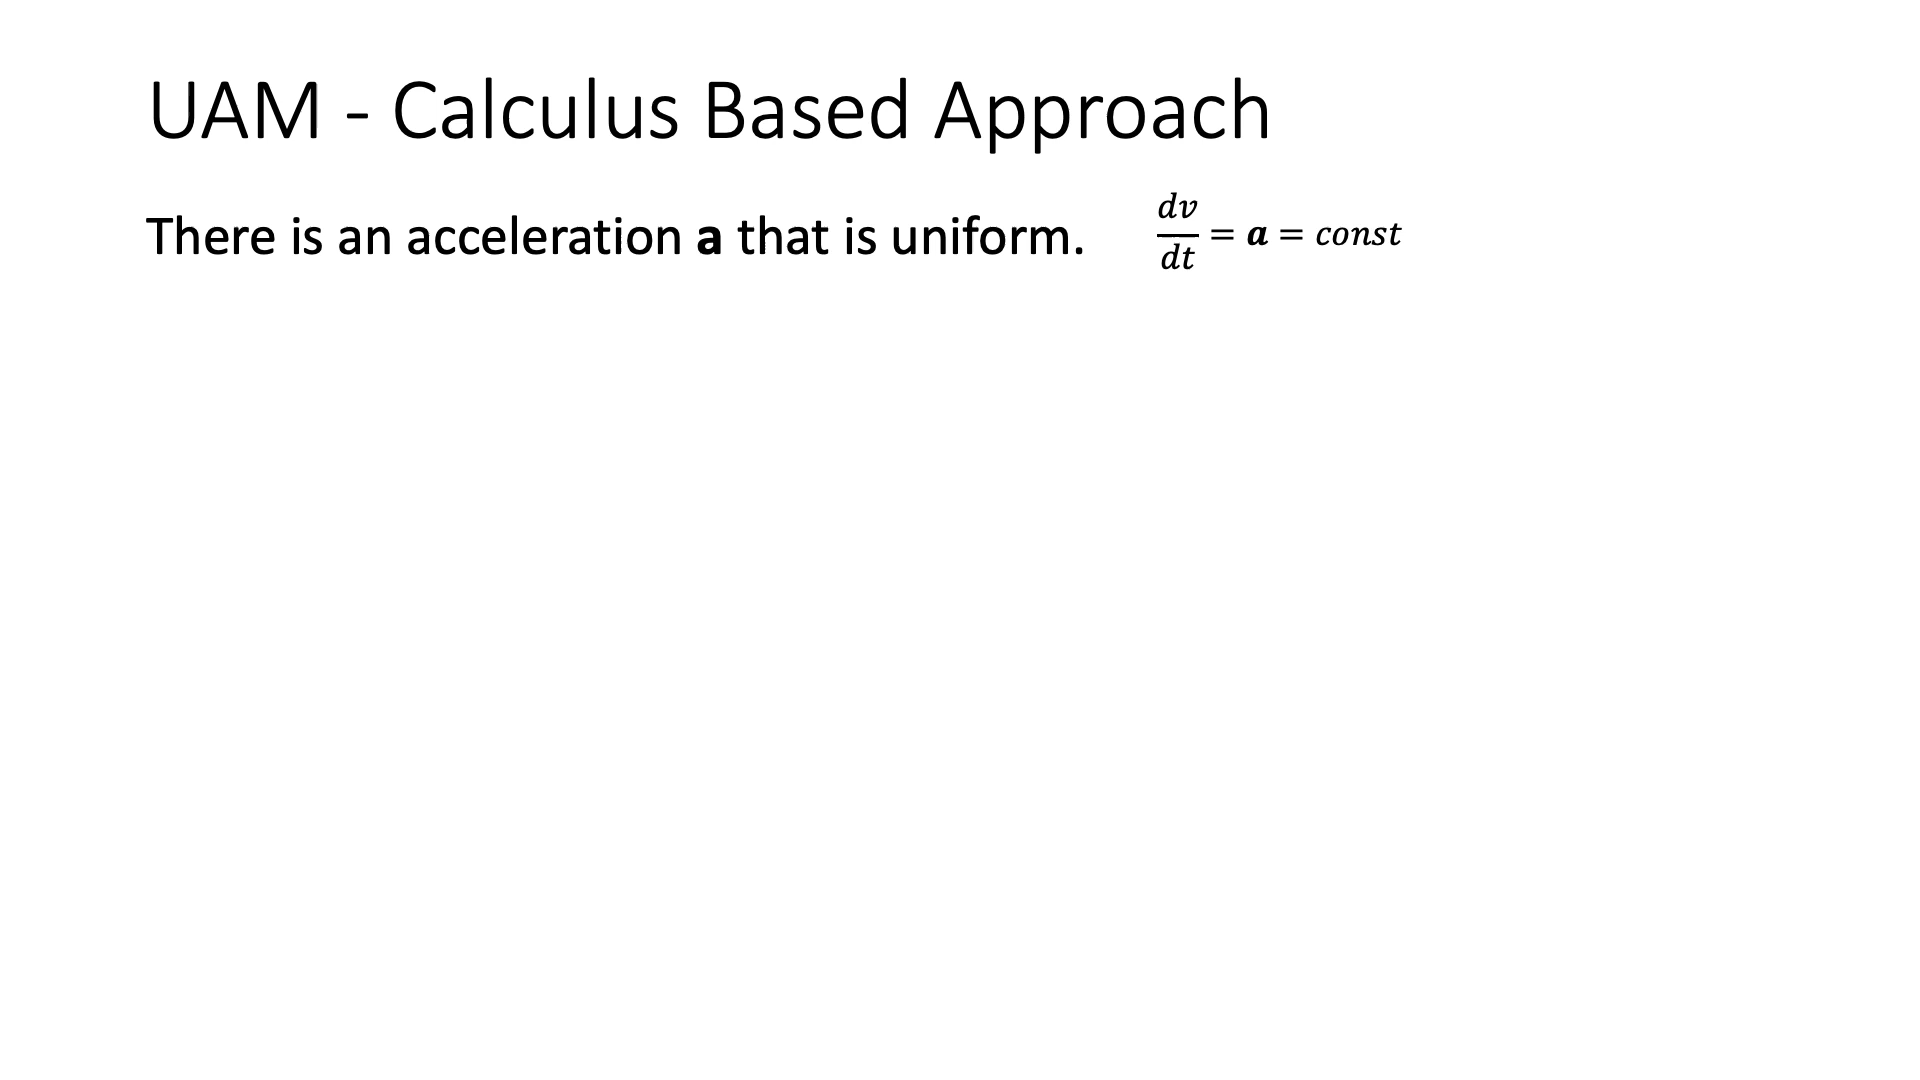 UAM - Calculus Based Approach
There is an acceleration a that is uniform. dv/dt = a = const